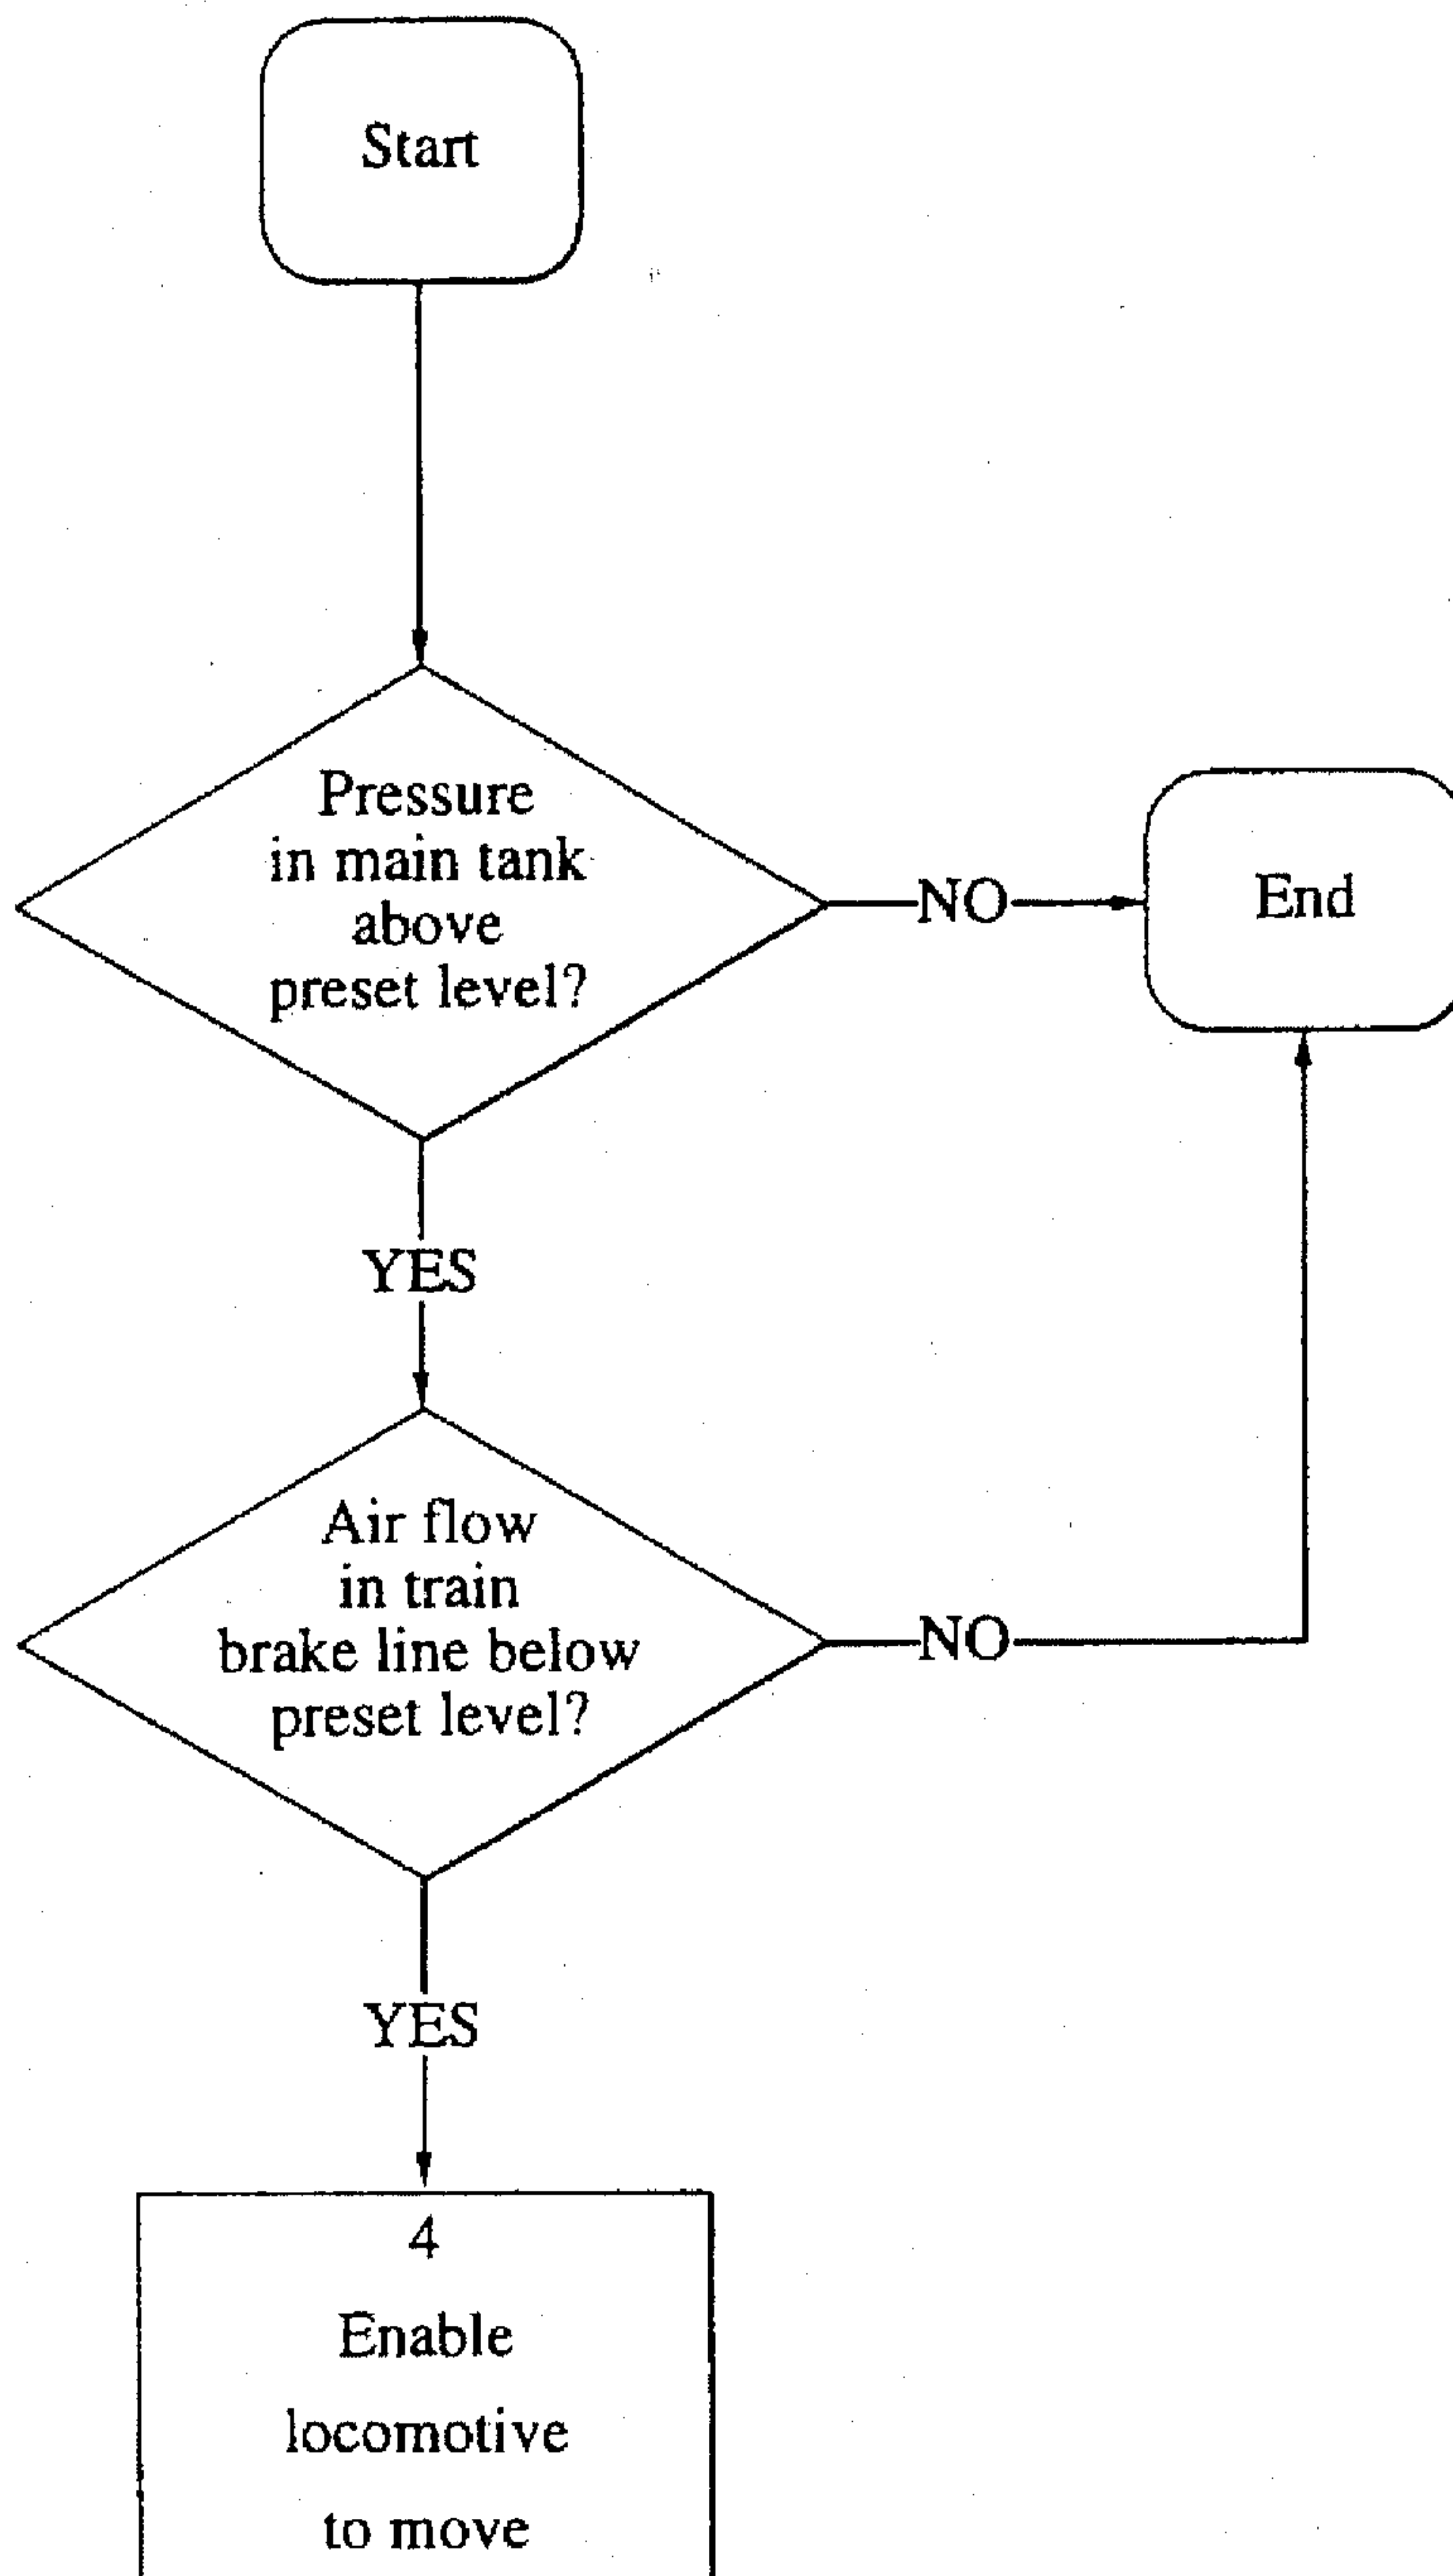 Start
Pressure
in main tank
above
preset level?
NO
End
YES
Air flow
in train
brake line below
preset level?
NO
YES
4
Enable
locomotive
to move